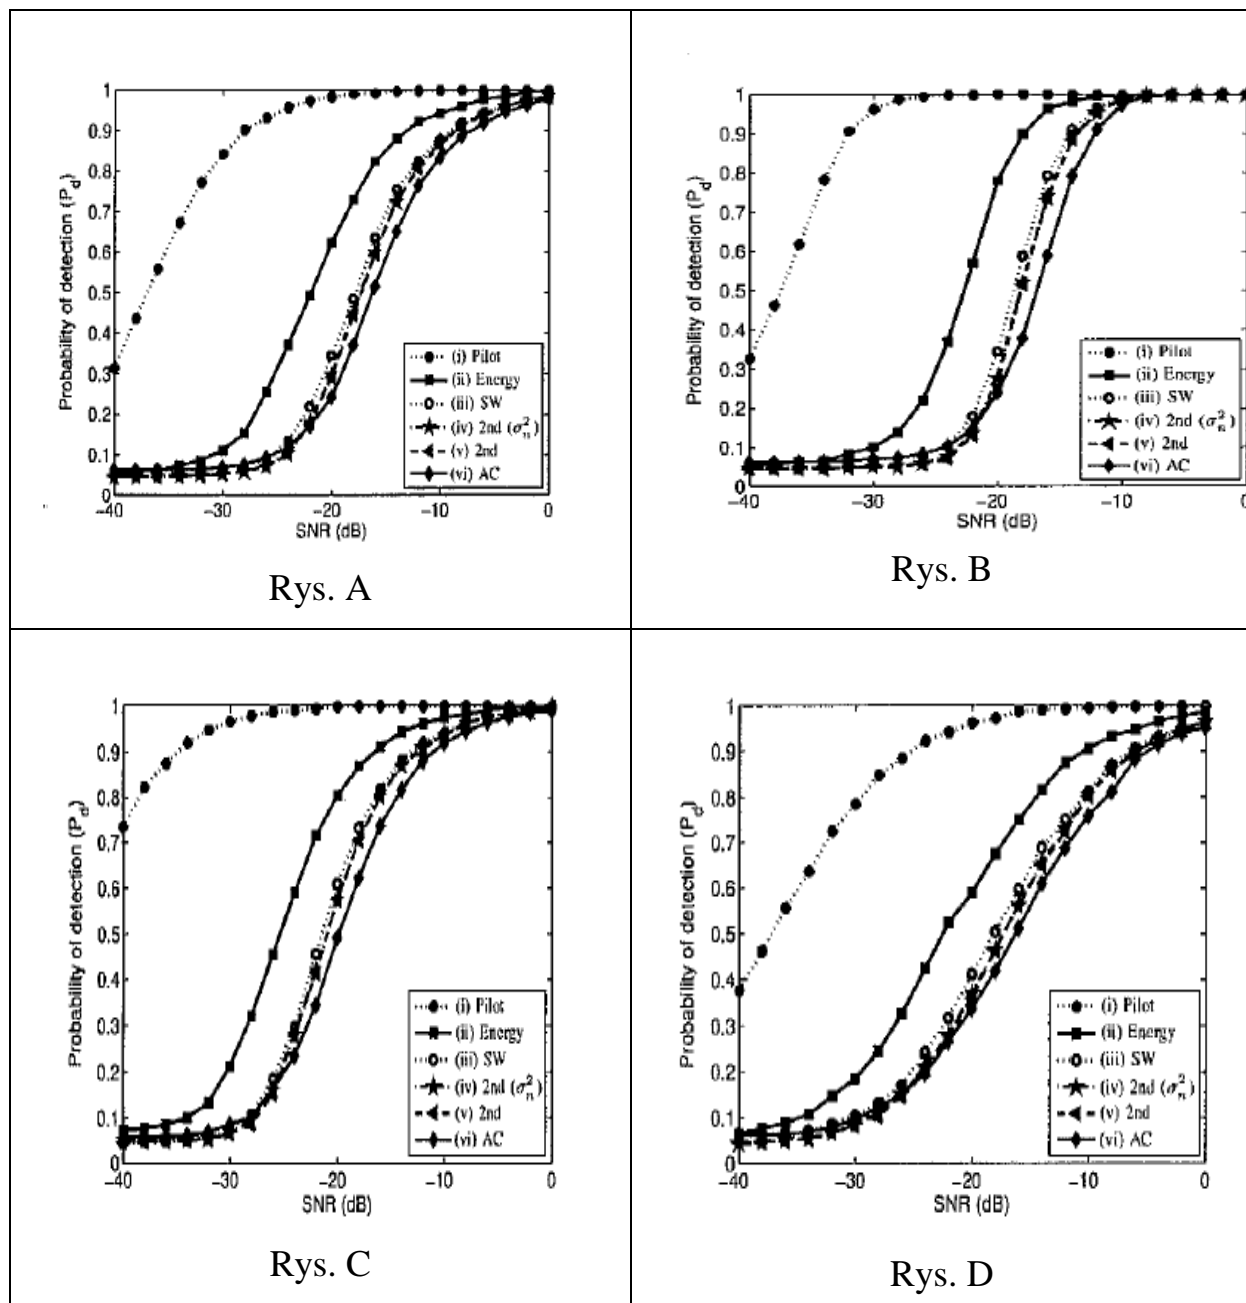 1
0.9
0.8
0.7
0.6
0.5
0.4
0.3
0.2
0.1
0
Probability of detection (P_d)
(i) Pilot
(ii) Energy
(iii) SW
(iv) 2nd (σ_n^2)
(v) 2nd
(vi) AC
−40 −30 −20 −10 0
SNR (dB)
Rys. A
1
0.9
0.8
0.7
0.6
0.5
0.4
0.3
0.2
0.1
0
Probability of detection (P_d)
(i) Pilot
(ii) Energy
(iii) SW
(iv) 2nd (σ_n^2)
(v) 2nd
(vi) AC
−40 −30 −20 −10 0
SNR (dB)
Rys. B
1
0.9
0.8
0.7
0.6
0.5
0.4
0.3
0.2
0.1
0
Probability of detection (P_d)
(i) Pilot
(ii) Energy
(iii) SW
(iv) 2nd (σ_n^2)
(v) 2nd
(vi) AC
−40 −30 −20 −10 0
SNR (dB)
Rys. C
1
0.9
0.8
0.7
0.6
0.5
0.4
0.3
0.2
0.1
0
Probability of detection (P_d)
(i) Pilot
(ii) Energy
(iii) SW
(iv) 2nd (σ_n^2)
(v) 2nd
(vi) AC
−40 −30 −20 −10 0
SNR (dB)
Rys. D